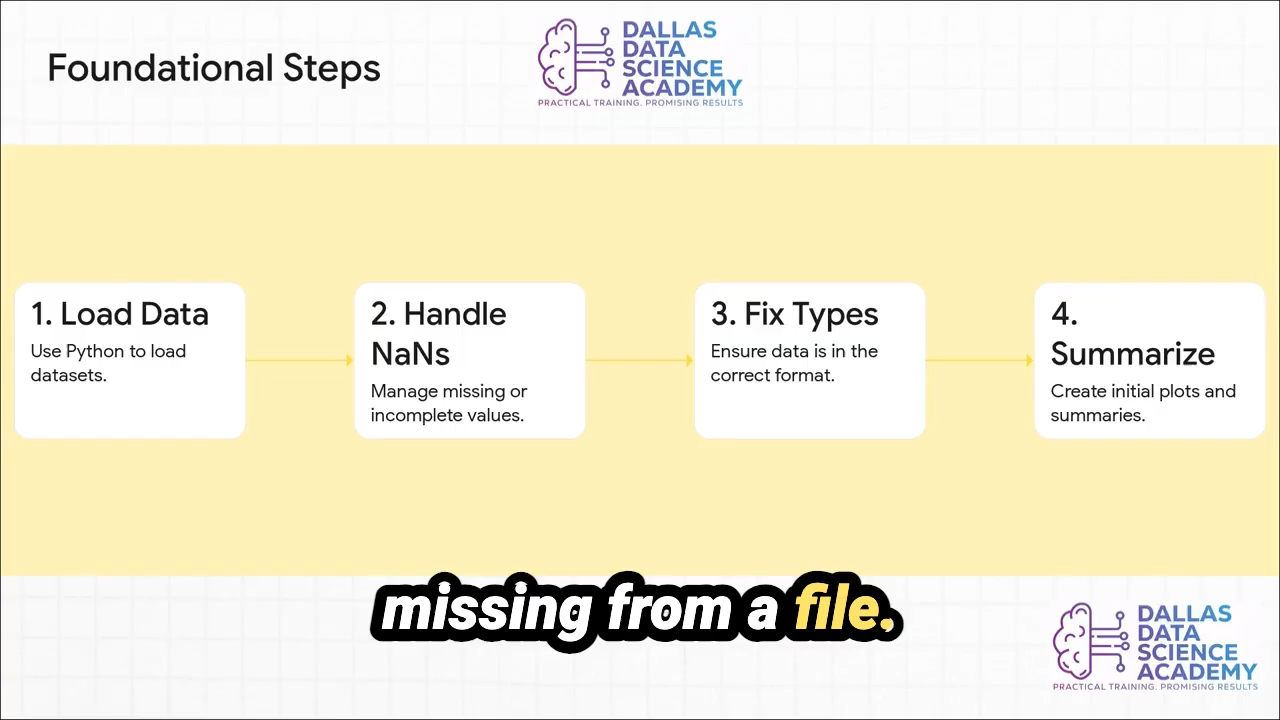 Foundational Steps
DALLAS
DATA
SCIENCE
ACADEMY
PRACTICAL TRAINING. PROMISING RESULTS
1. Load Data
Use Python to load
datasets.
2. Handle
NaNs
Manage missing or
incomplete values.
3. Fix Types
Ensure data is in the
correct format.
4.
Summarize
Create initial plots and
summaries.
missing from a file.
DALLAS
DATA
SCIENCE
ACADEMY
PRACTICAL TRAINING. PROMISING RESULTS